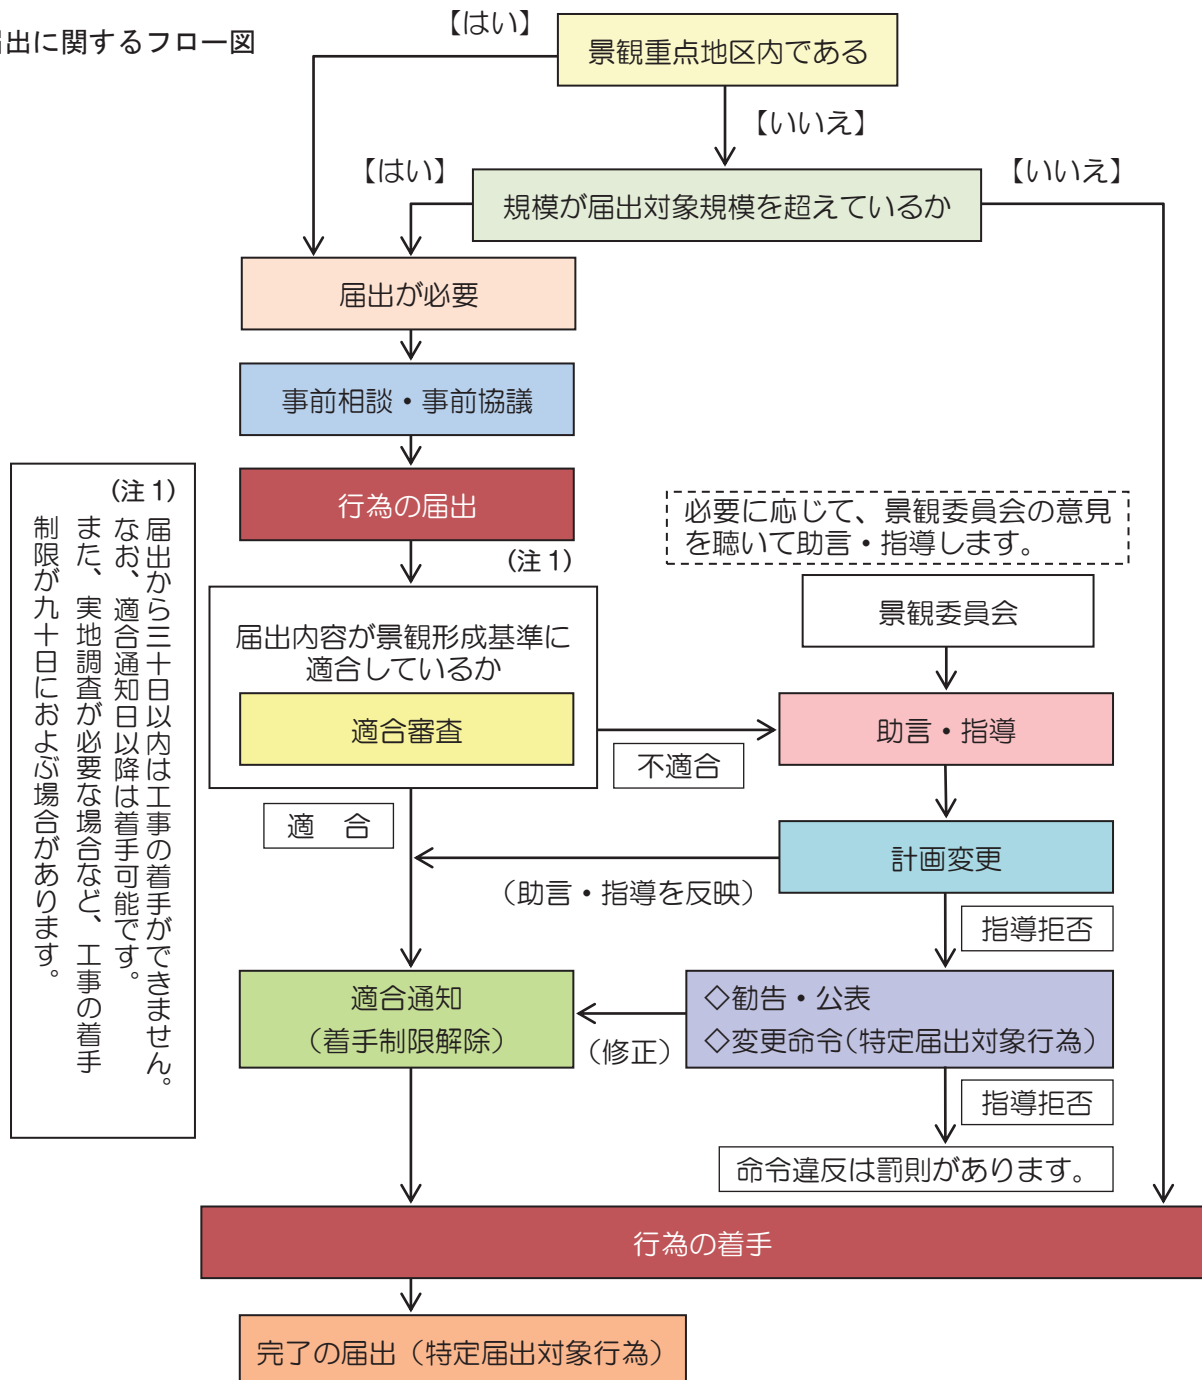 出に関するフロー図
【はい】
景観重点地区内である
【いいえ】
【はい】
規模が届出対象規模を超えているか
【いいえ】
届出が必要
事前相談・事前協議
行為の届出
(注1)
(注1)
届出から三十日以内は工事の着手ができません。
なお、適合通知日以降は着手可能です。
また、実地調査が必要な場合など、工事の着手
制限が九十日におよぶ場合があります。
必要に応じて、景観委員会の意見
を聴いて助言・指導します。
景観委員会
届出内容が景観形成基準に
適合しているか
適合審査
不適合
助言・指導
適　合
計画変更
（助言・指導を反映）
指導拒否
適合通知
（着手制限解除）
（修正）
◇勧告・公表
◇変更命令（特定届出対象行為）
指導拒否
命令違反は罰則があります。
行為の着手
完了の届出（特定届出対象行為）